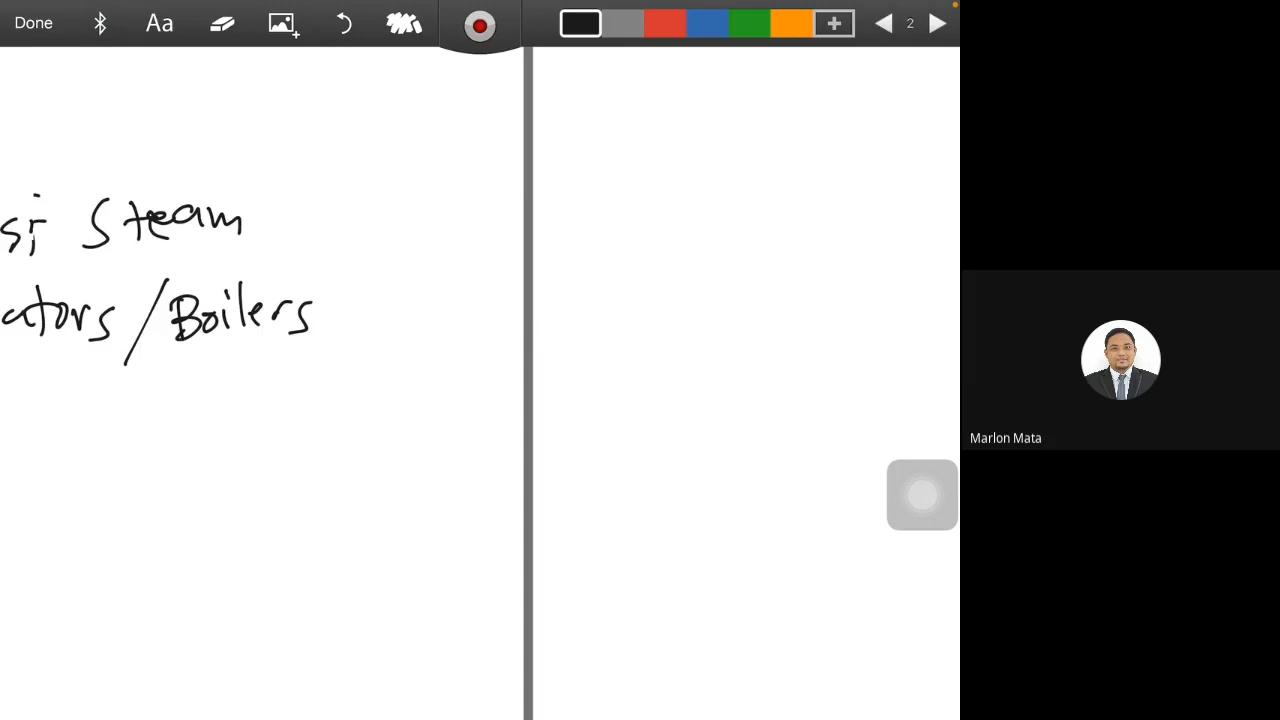 Done Aa 2
si Steam
ators / Boilers
Marlon Mata